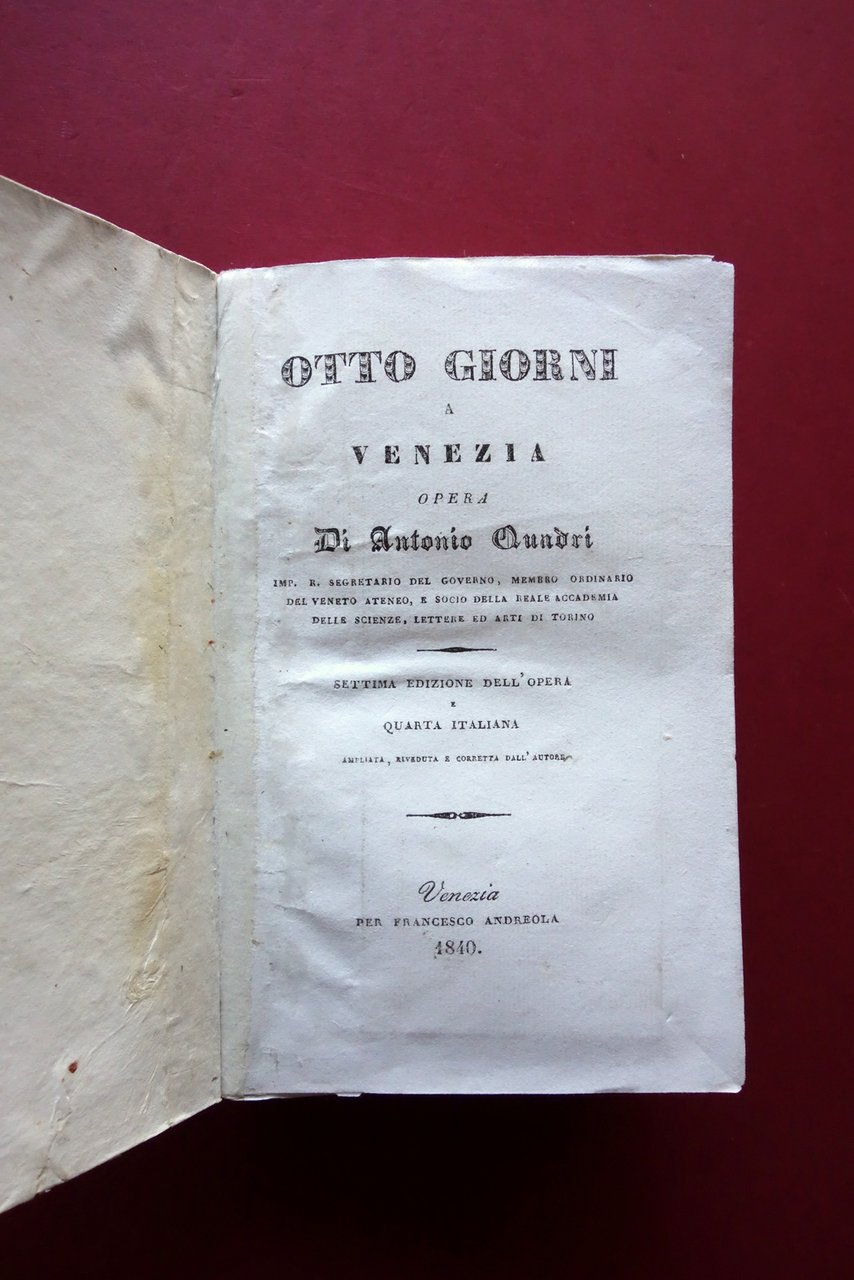 OTTO GIORNI
A
VENEZIA
OPERA
Di Antonio Quadri
IMP. R. SEGRETARIO DEL GOVERNO, MEMBRO ORDINARIO
DEL VENETO ATENEO, E SOCIO DELLA REALE ACCADEMIA
DELLE SCIENZE, LETTERE ED ARTI DI TORINO
SETTIMA EDIZIONE DELL'OPERA
E
QUARTA ITALIANA
AMPLIATA, RIVEDUTA E CORRETTA DALL'AUTORE
Venezia
PER FRANCESCO ANDREOLA
1840.